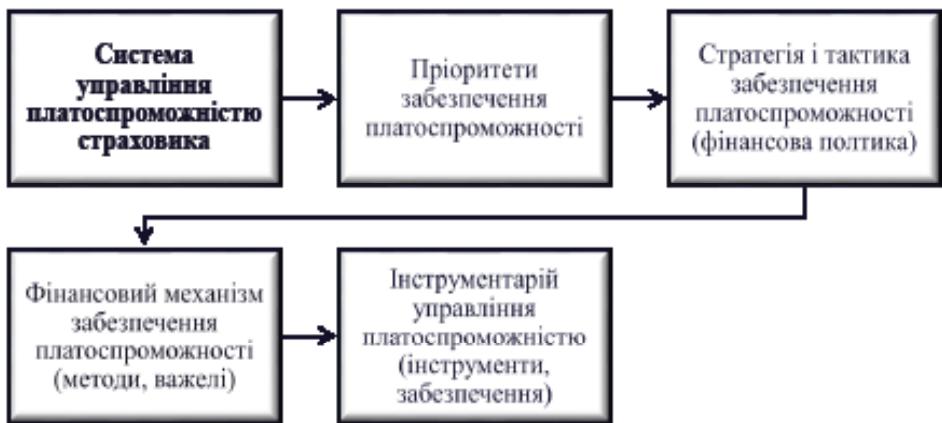 Система
управління
платоспроможністю
страховика
Пріоритети
забезпечення
платоспроможності
Стратегія і тактика
забезпечення
платоспроможності
(фінансова полтика)
Фінансовий механізм
забезпечення
платоспроможності
(методи, важелі)
Інструментарій
управління
платоспроможністю
(інструменти,
забезпечення)